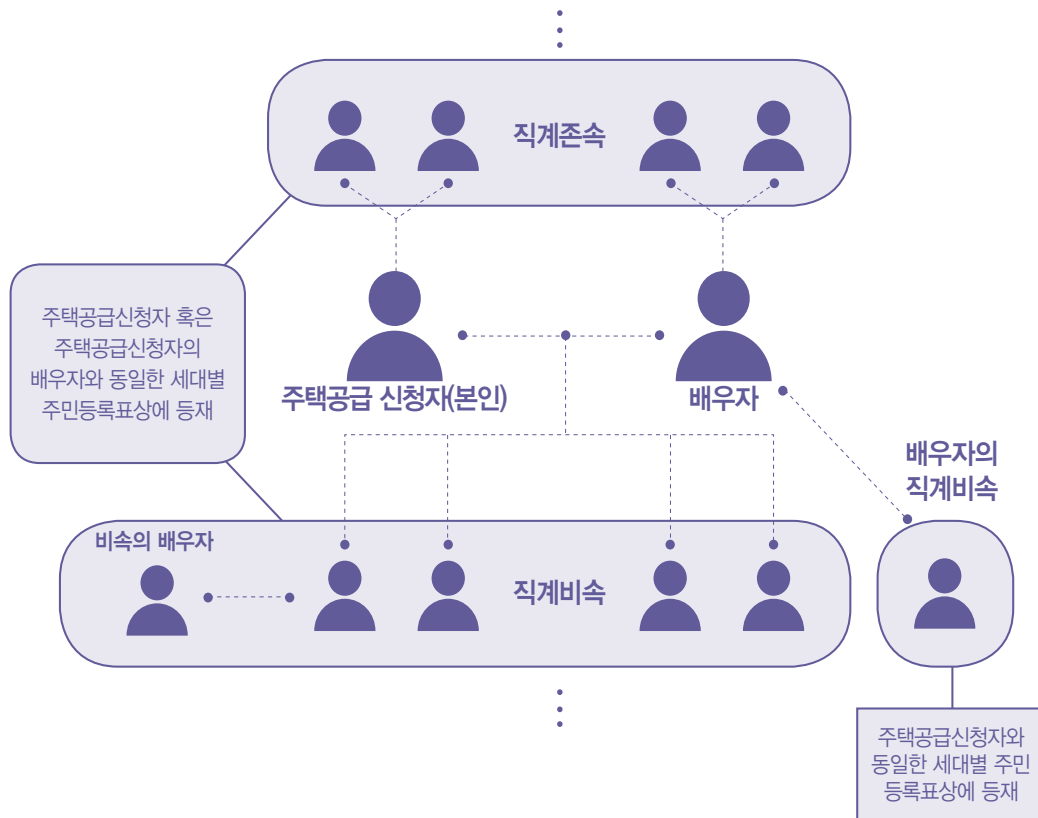 직계존속
주택공급신청자 혹은
주택공급신청자의
배우자와 동일한 세대별
주민등록표상에 등재
주택공급 신청자(본인)
배우자
배우자의
직계비속
비속의 배우자
직계비속
주택공급신청자와
동일한 세대별 주민
등록표상에 등재